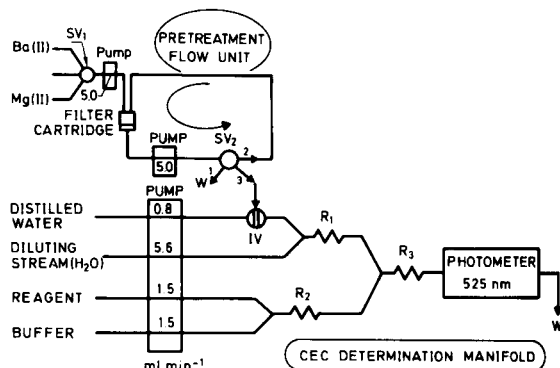 Ba(II)
SV1
Pump
5.0
Mg(II)
PRETREATMENT
FLOW UNIT
FILTER
CARTRIDGE
PUMP
5.0
SV2
1
2
3
W
PUMP
DISTILLED
WATER
0.8
IV
DILUTING
STREAM(H2O)
5.6
R1
REAGENT
1.5
R2
BUFFER
1.5
R3
PHOTOMETER
525 nm
W
ml min-1
CEC DETERMINATION MANIFOLD